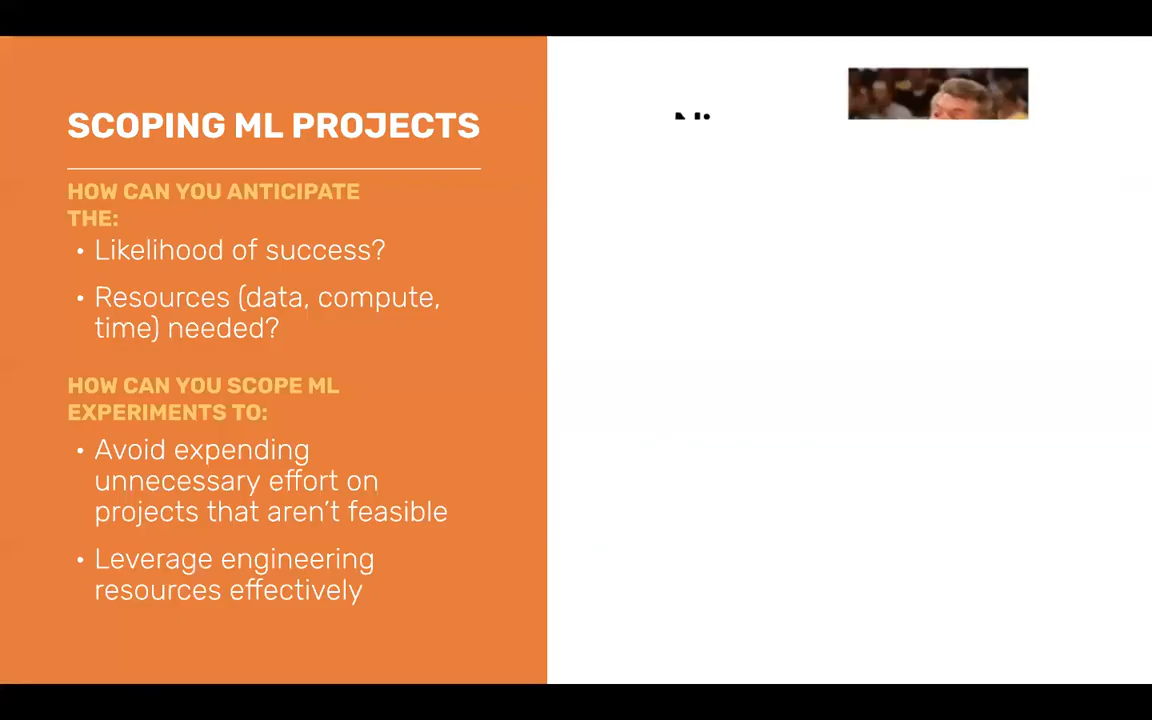 SCOPING ML PROJECTS
HOW CAN YOU ANTICIPATE
THE:
• Likelihood of success?
• Resources (data, compute,
time) needed?
HOW CAN YOU SCOPE ML
EXPERIMENTS TO:
• Avoid expending
unnecessary effort on
projects that aren’t feasible
• Leverage engineering
resources effectively